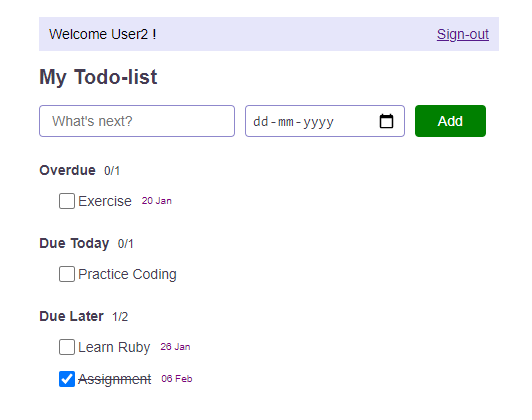 Welcome User2 ! Sign-out
My Todo-list
What's next? dd-mm-yyyy Add
Overdue 0/1
Exercise 20 Jan
Due Today 0/1
Practice Coding
Due Later 1/2
Learn Ruby 26 Jan
Assignment 06 Feb